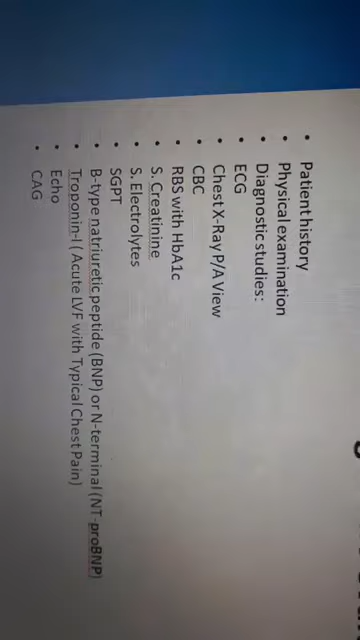 • Patient history
• Physical examination
• Diagnostic studies:
• ECG
• Chest X-Ray P/A View
• CBC
• RBS with HbA1c
• S. Creatinine
• S. Electrolytes
• SGPT
• B-type natriuretic peptide (BNP) or N-terminal (NT-proBNP)
• Troponin-I ( Acute LVF with Typical Chest Pain)
• Echo
• CAG